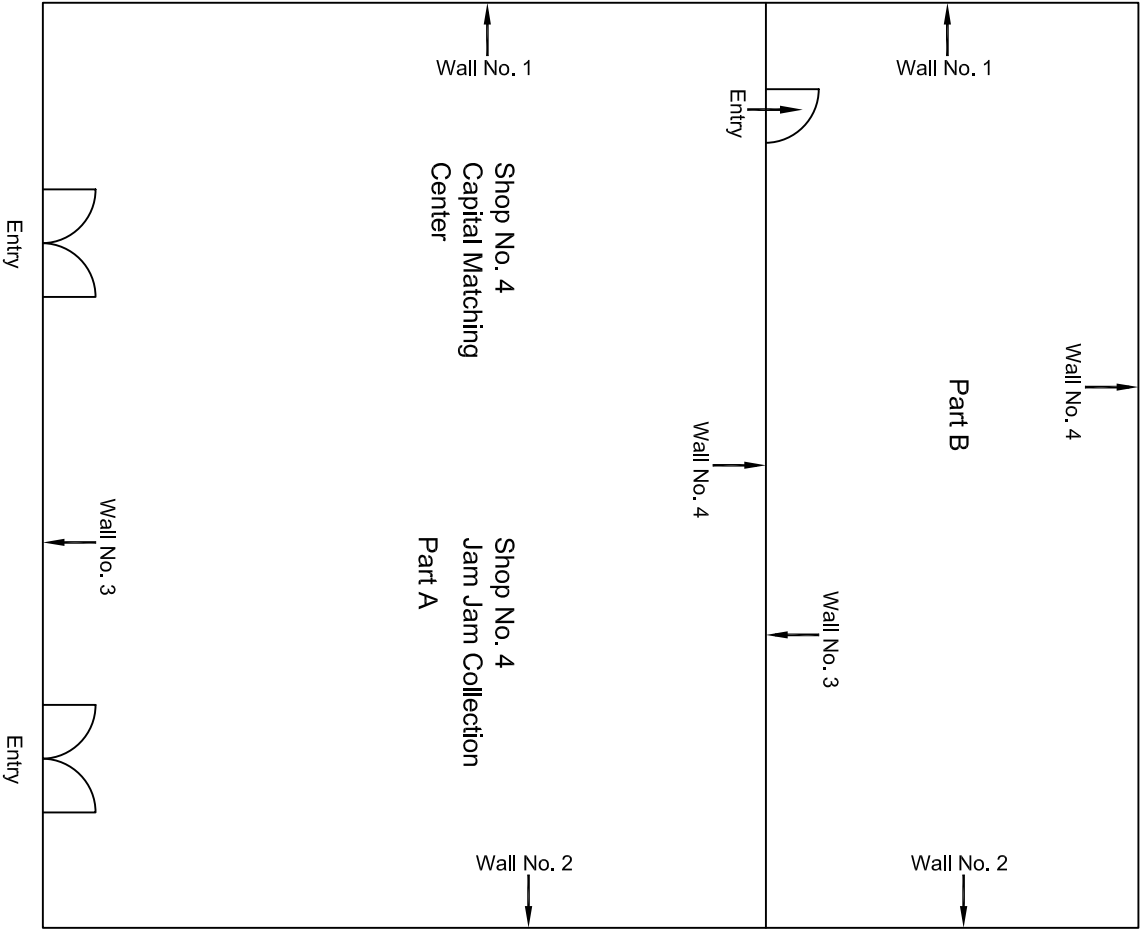 Wall No. 1
Wall No. 1
Entry
Shop No. 4
Capital Matching
Center
Entry
Wall No. 4
Part B
Wall No. 4
Wall No. 3
Shop No. 4
Jam Jam Collection
Part A
Wall No. 3
Entry
Wall No. 2
Wall No. 2